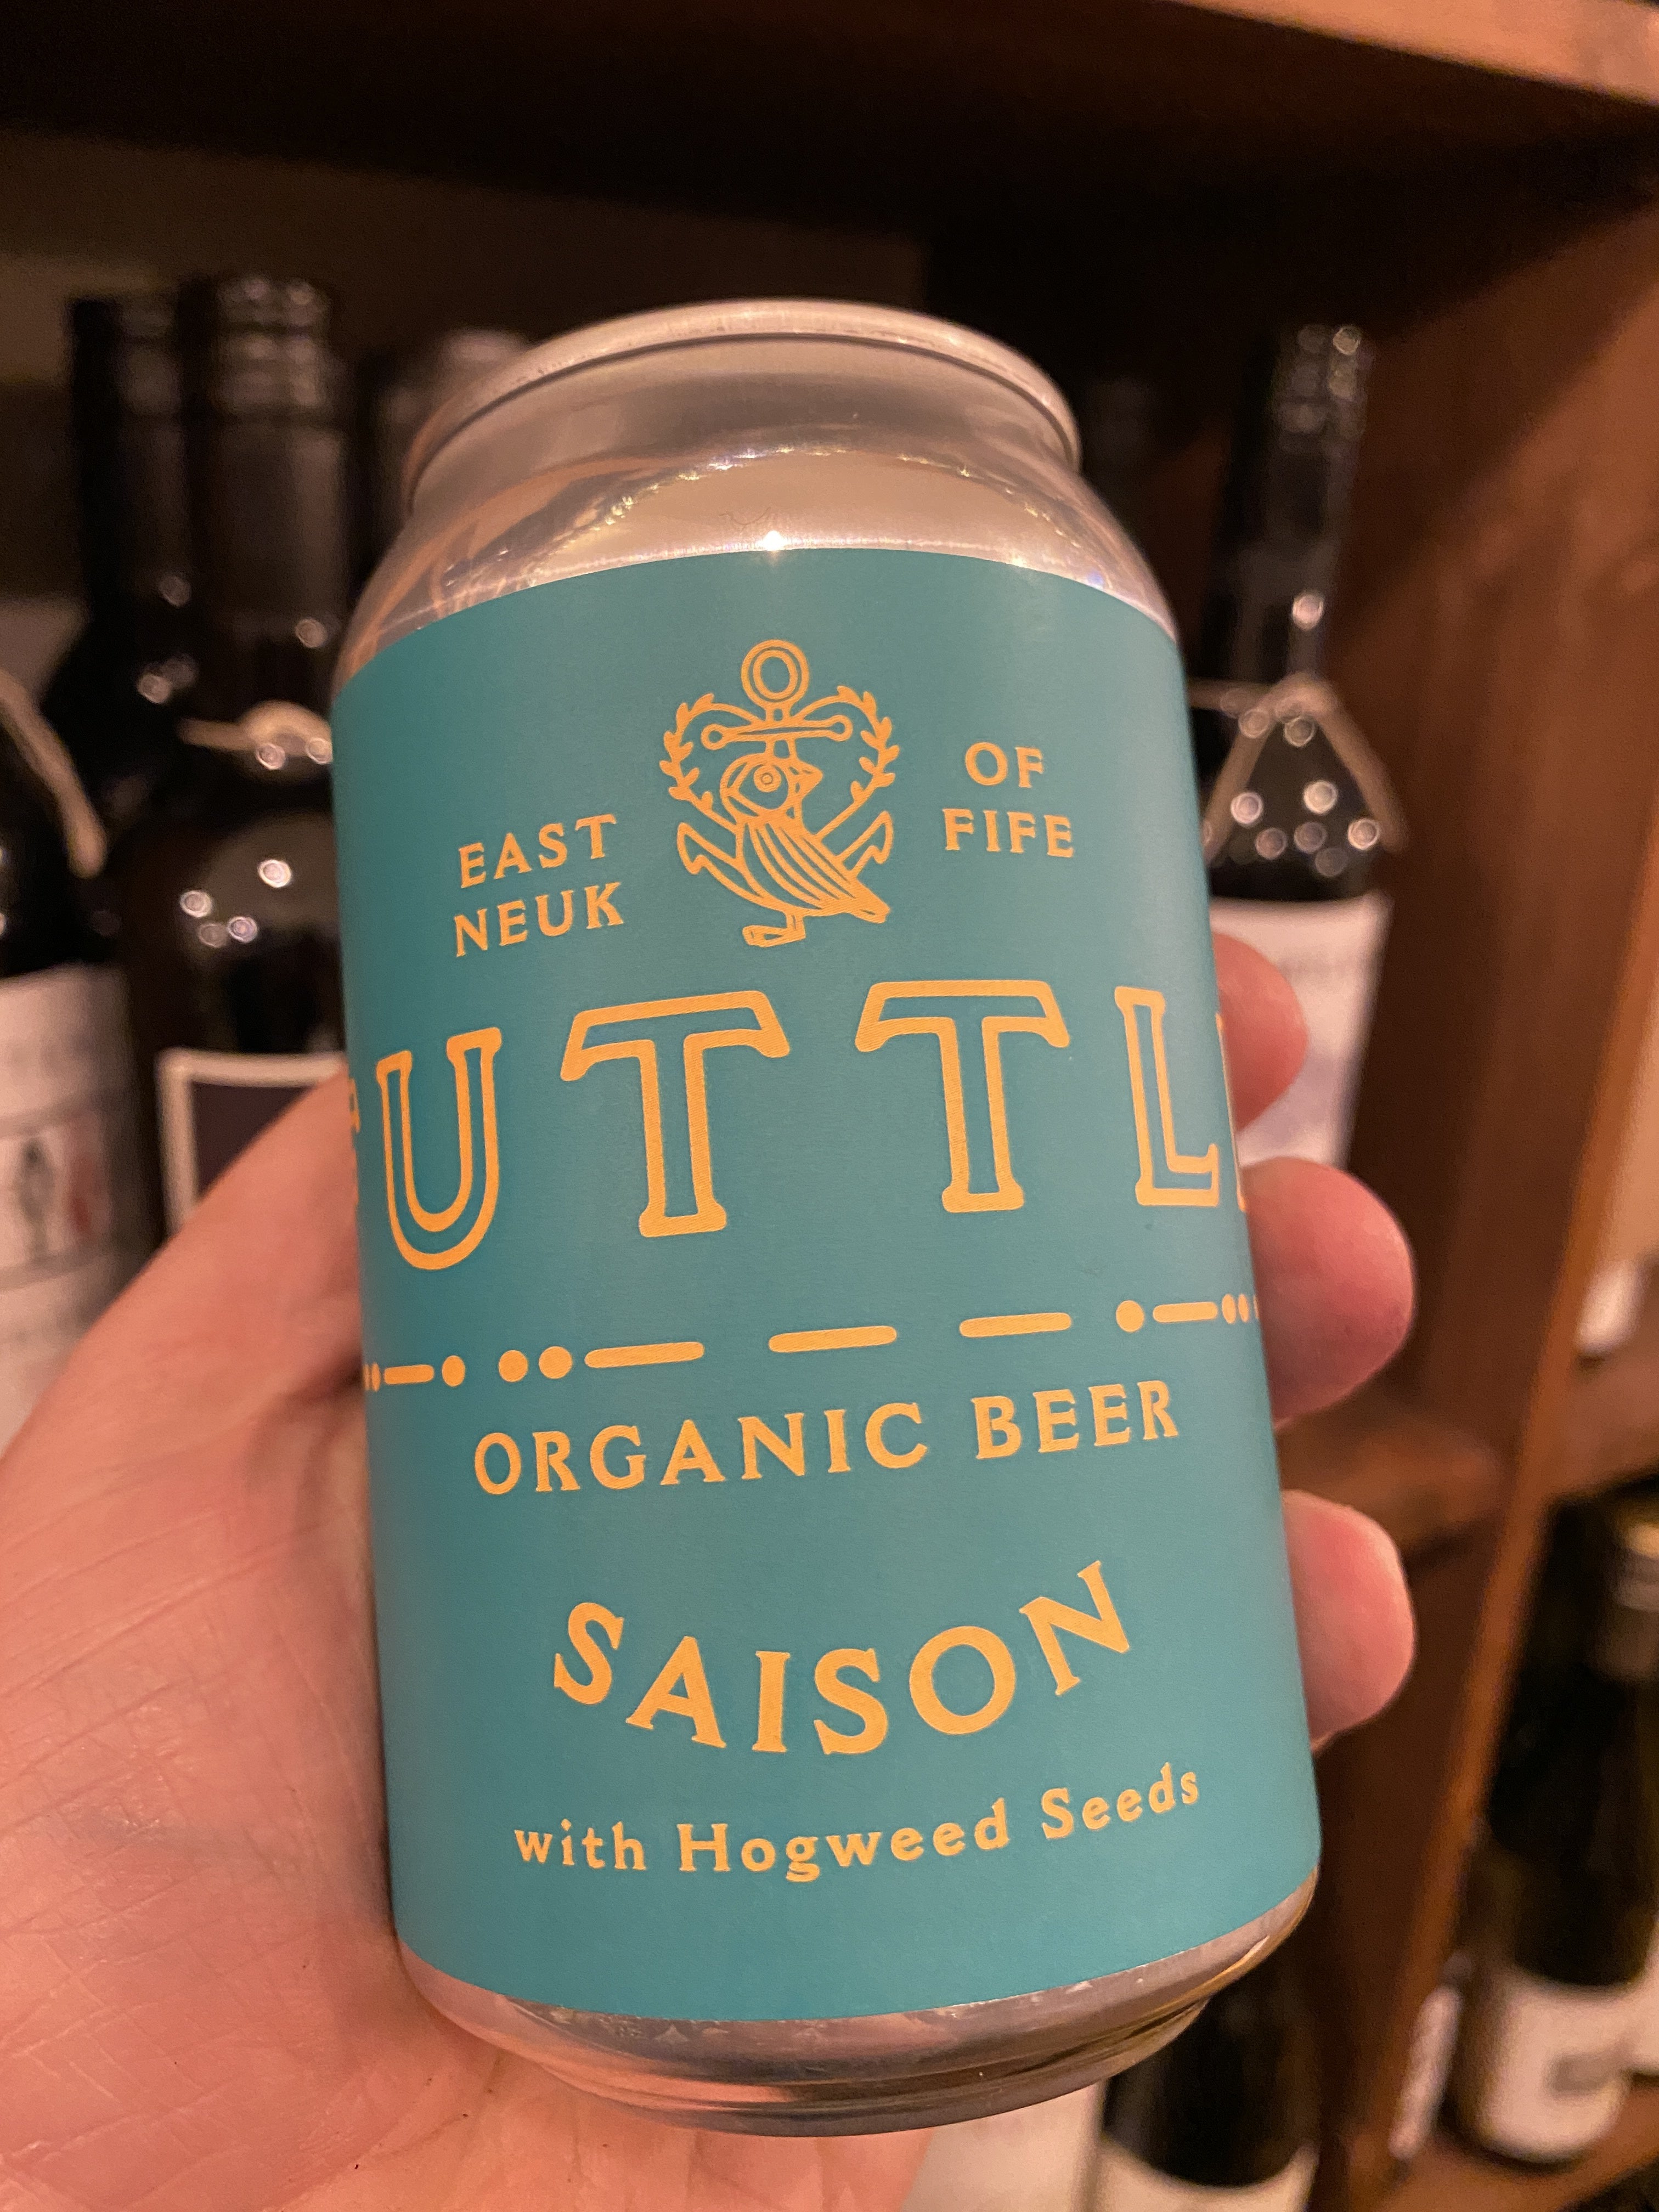 EAST NEUK
OF FIFE
UTTL
ORGANIC BEER
SAISON
with Hogweed Seeds